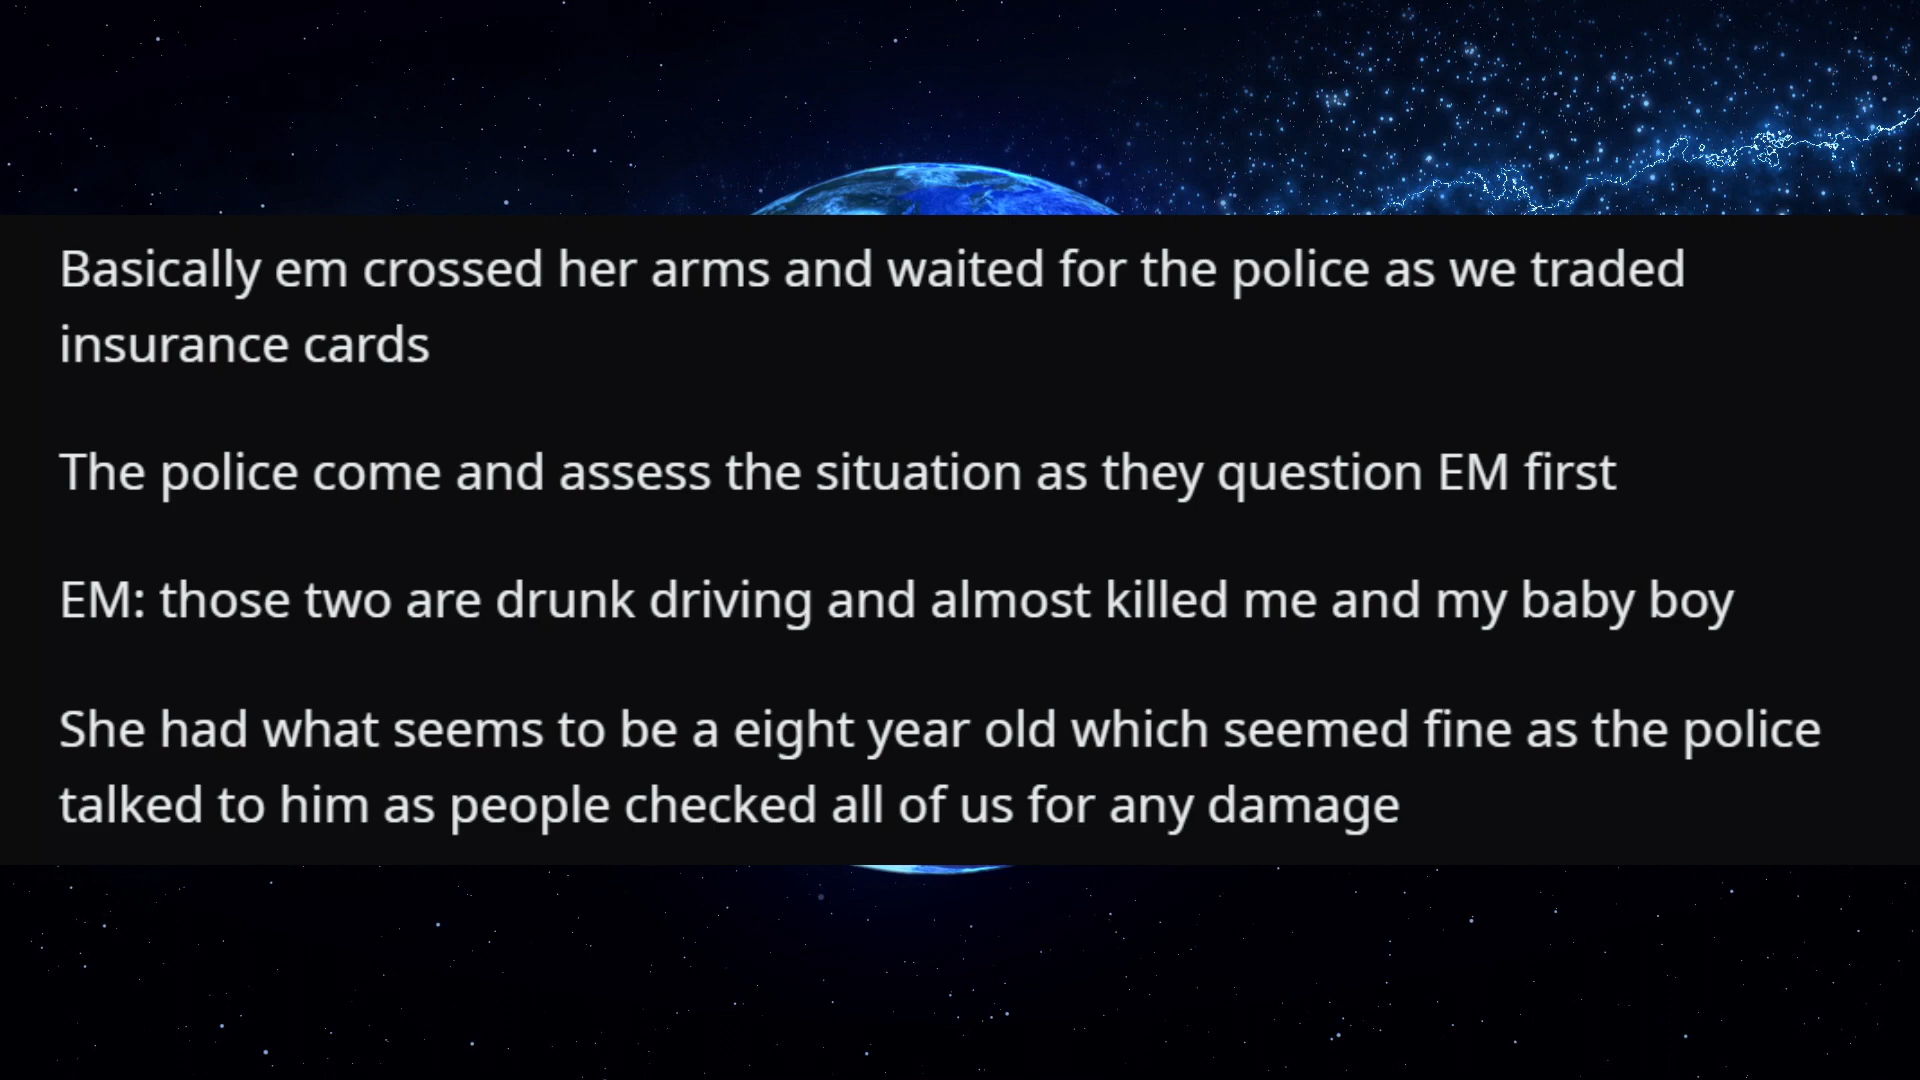 Basically em crossed her arms and waited for the police as we traded
insurance cards
The police come and assess the situation as they question EM first
EM: those two are drunk driving and almost killed me and my baby boy
She had what seems to be a eight year old which seemed fine as the police
talked to him as people checked all of us for any damage